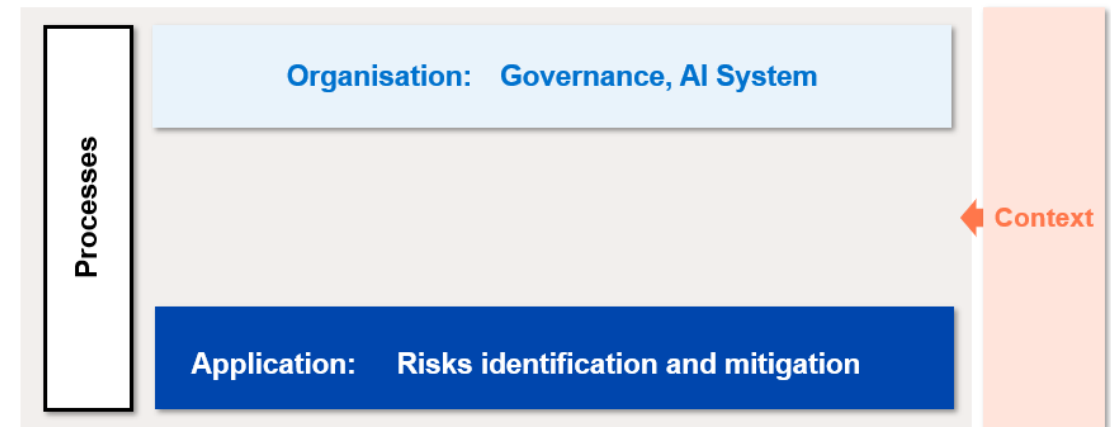 Processes
Organisation: Governance, AI System
Context
Application: Risks identification and mitigation